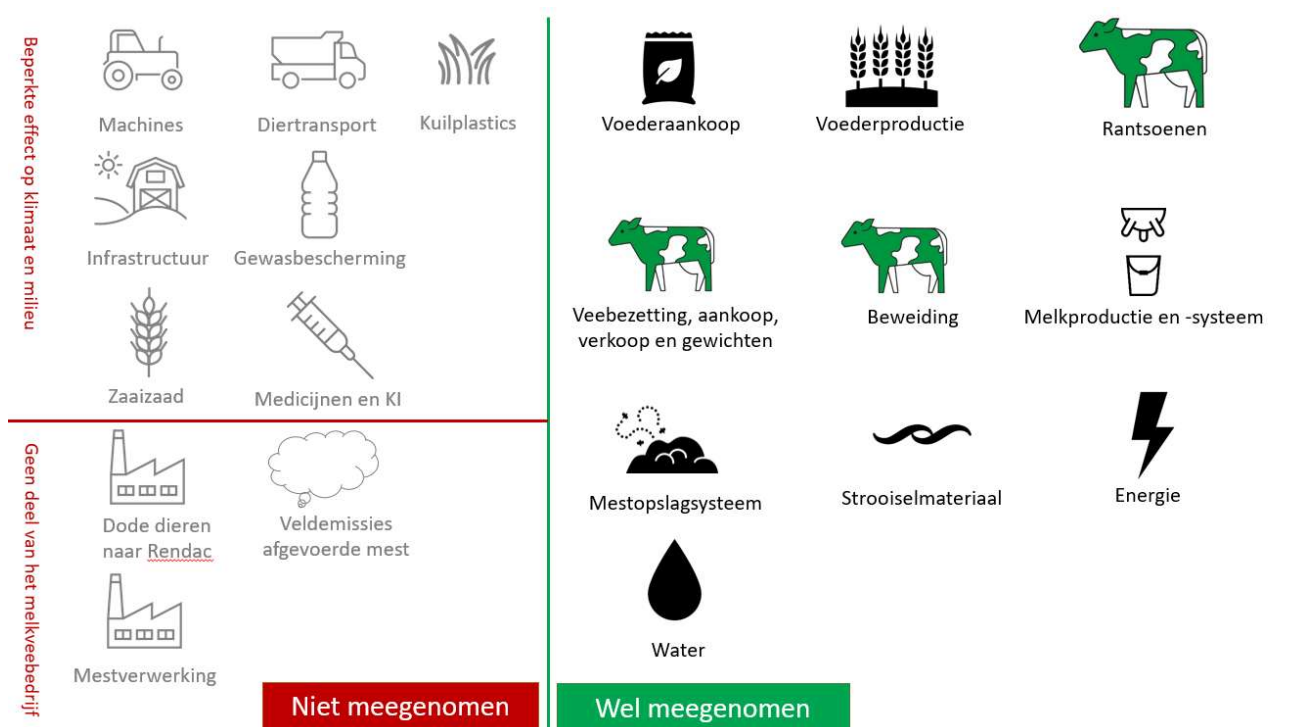 Beperkte effect op klimaat en milieu
Machines
Diertransport
Kuilplastics
Infrastructuur
Gewasbescherming
Zaaizaad
Medicijnen en KI
Geen deel van het melkveebedrijf
Dode dieren
naar Rendac
Veldemissies
afgevoerde mest
Mestverwerking
Niet meegenomen
Voederaankoop
Voederproductie
Rantsoenen
Veebezetting, aankoop,
verkoop en gewichten
Beweiding
Melkproductie en -systeem
Mestopslagsysteem
Strooiselmateriaal
Energie
Water
Wel meegenomen